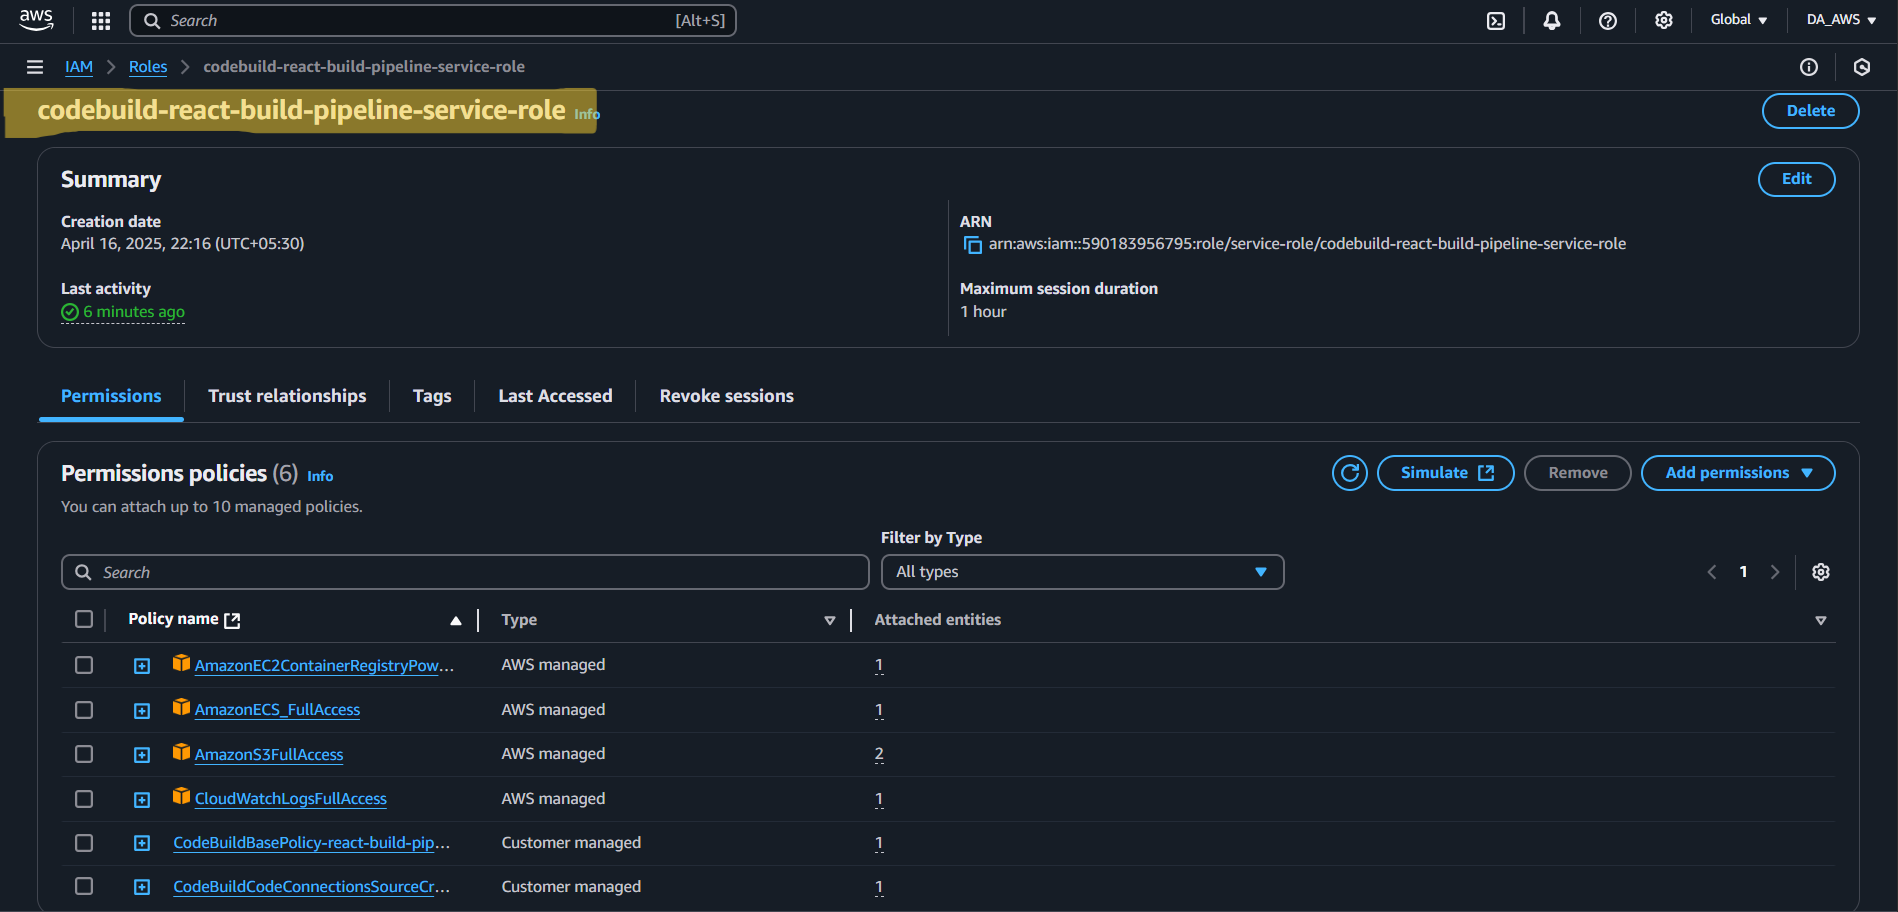 aws
Search [Alt+S]
Global
DA_AWS
IAM
Roles
codebuild-react-build-pipeline-service-role
codebuild-react-build-pipeline-service-role Info
Delete
Summary
Edit
Creation date
April 16, 2025, 22:16 (UTC+05:30)
ARN
arn:aws:iam::590183956795:role/service-role/codebuild-react-build-pipeline-service-role
Last activity
6 minutes ago
Maximum session duration
1 hour
Permissions
Trust relationships
Tags
Last Accessed
Revoke sessions
Permissions policies (6) Info
You can attach up to 10 managed policies.
Simulate
Remove
Add permissions
Filter by Type
Search
All types
1
Policy name
Type
Attached entities
AmazonEC2ContainerRegistryPow... AWS managed 1
AmazonECS_FullAccess AWS managed 1
AmazonS3FullAccess AWS managed 2
CloudWatchLogsFullAccess AWS managed 1
CodeBuildBasePolicy-react-build-pip... Customer managed 1
CodeBuildCodeConnectionsSourceCr... Customer managed 1